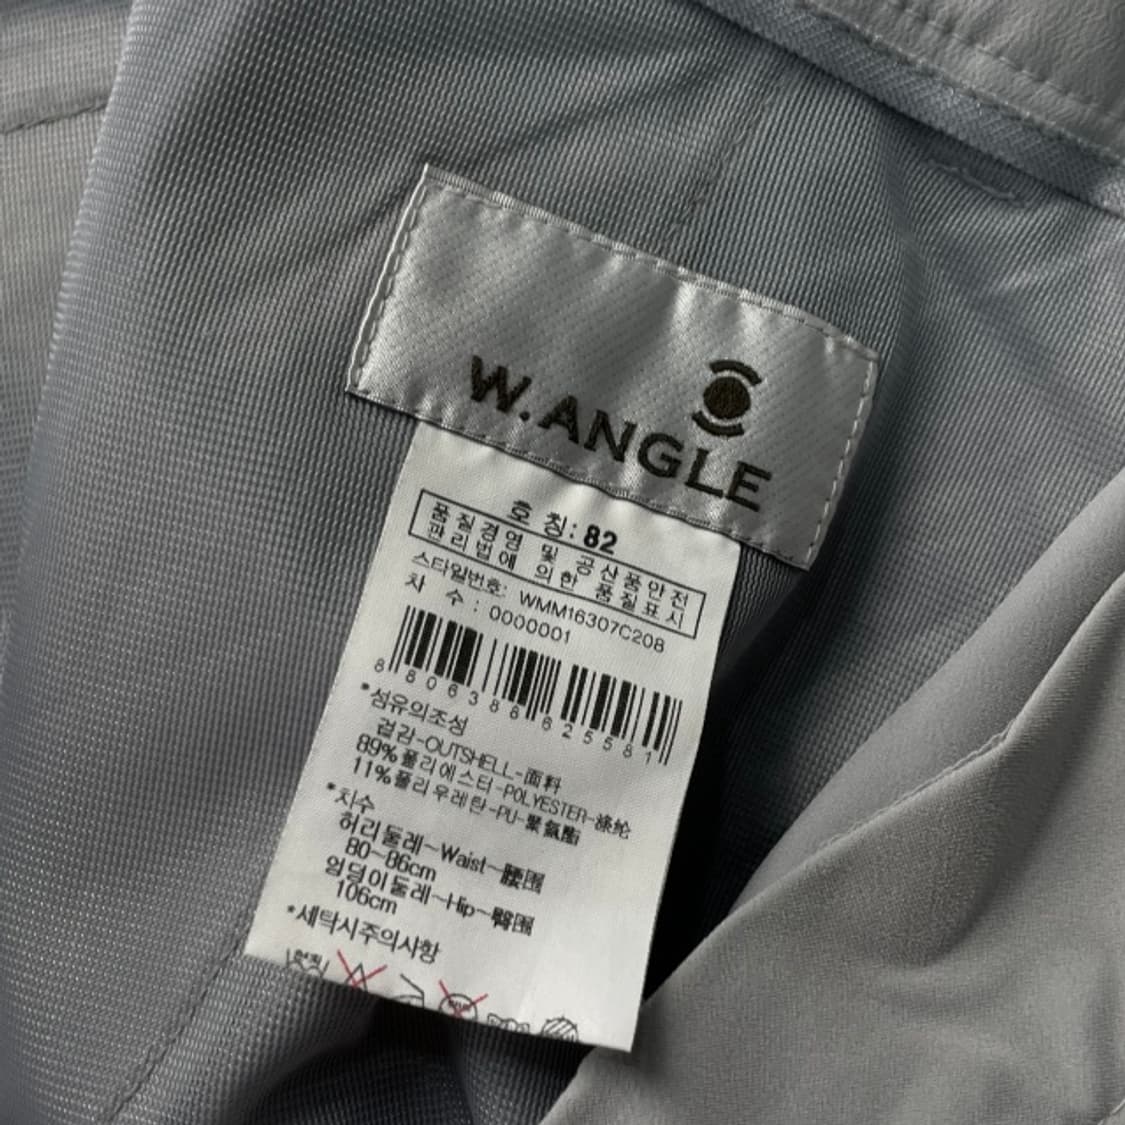 W.ANGLE
호 칭: 82
품질경영 및 공산품안전
관리법에 의한 품질표시
스타일번호: WMM16307C208
차 수: 0000001
8 806388 625581
*섬유의조성
겉감-OUTSHELL-面料
89%폴리에스터-POLYESTER-涤纶
11%폴리우레탄-PU-聚氨酯
*치수
허리둘레-Waist-腰围
80~86cm
엉덩이둘레-Hip-臀围
106cm
*세탁시주의사항